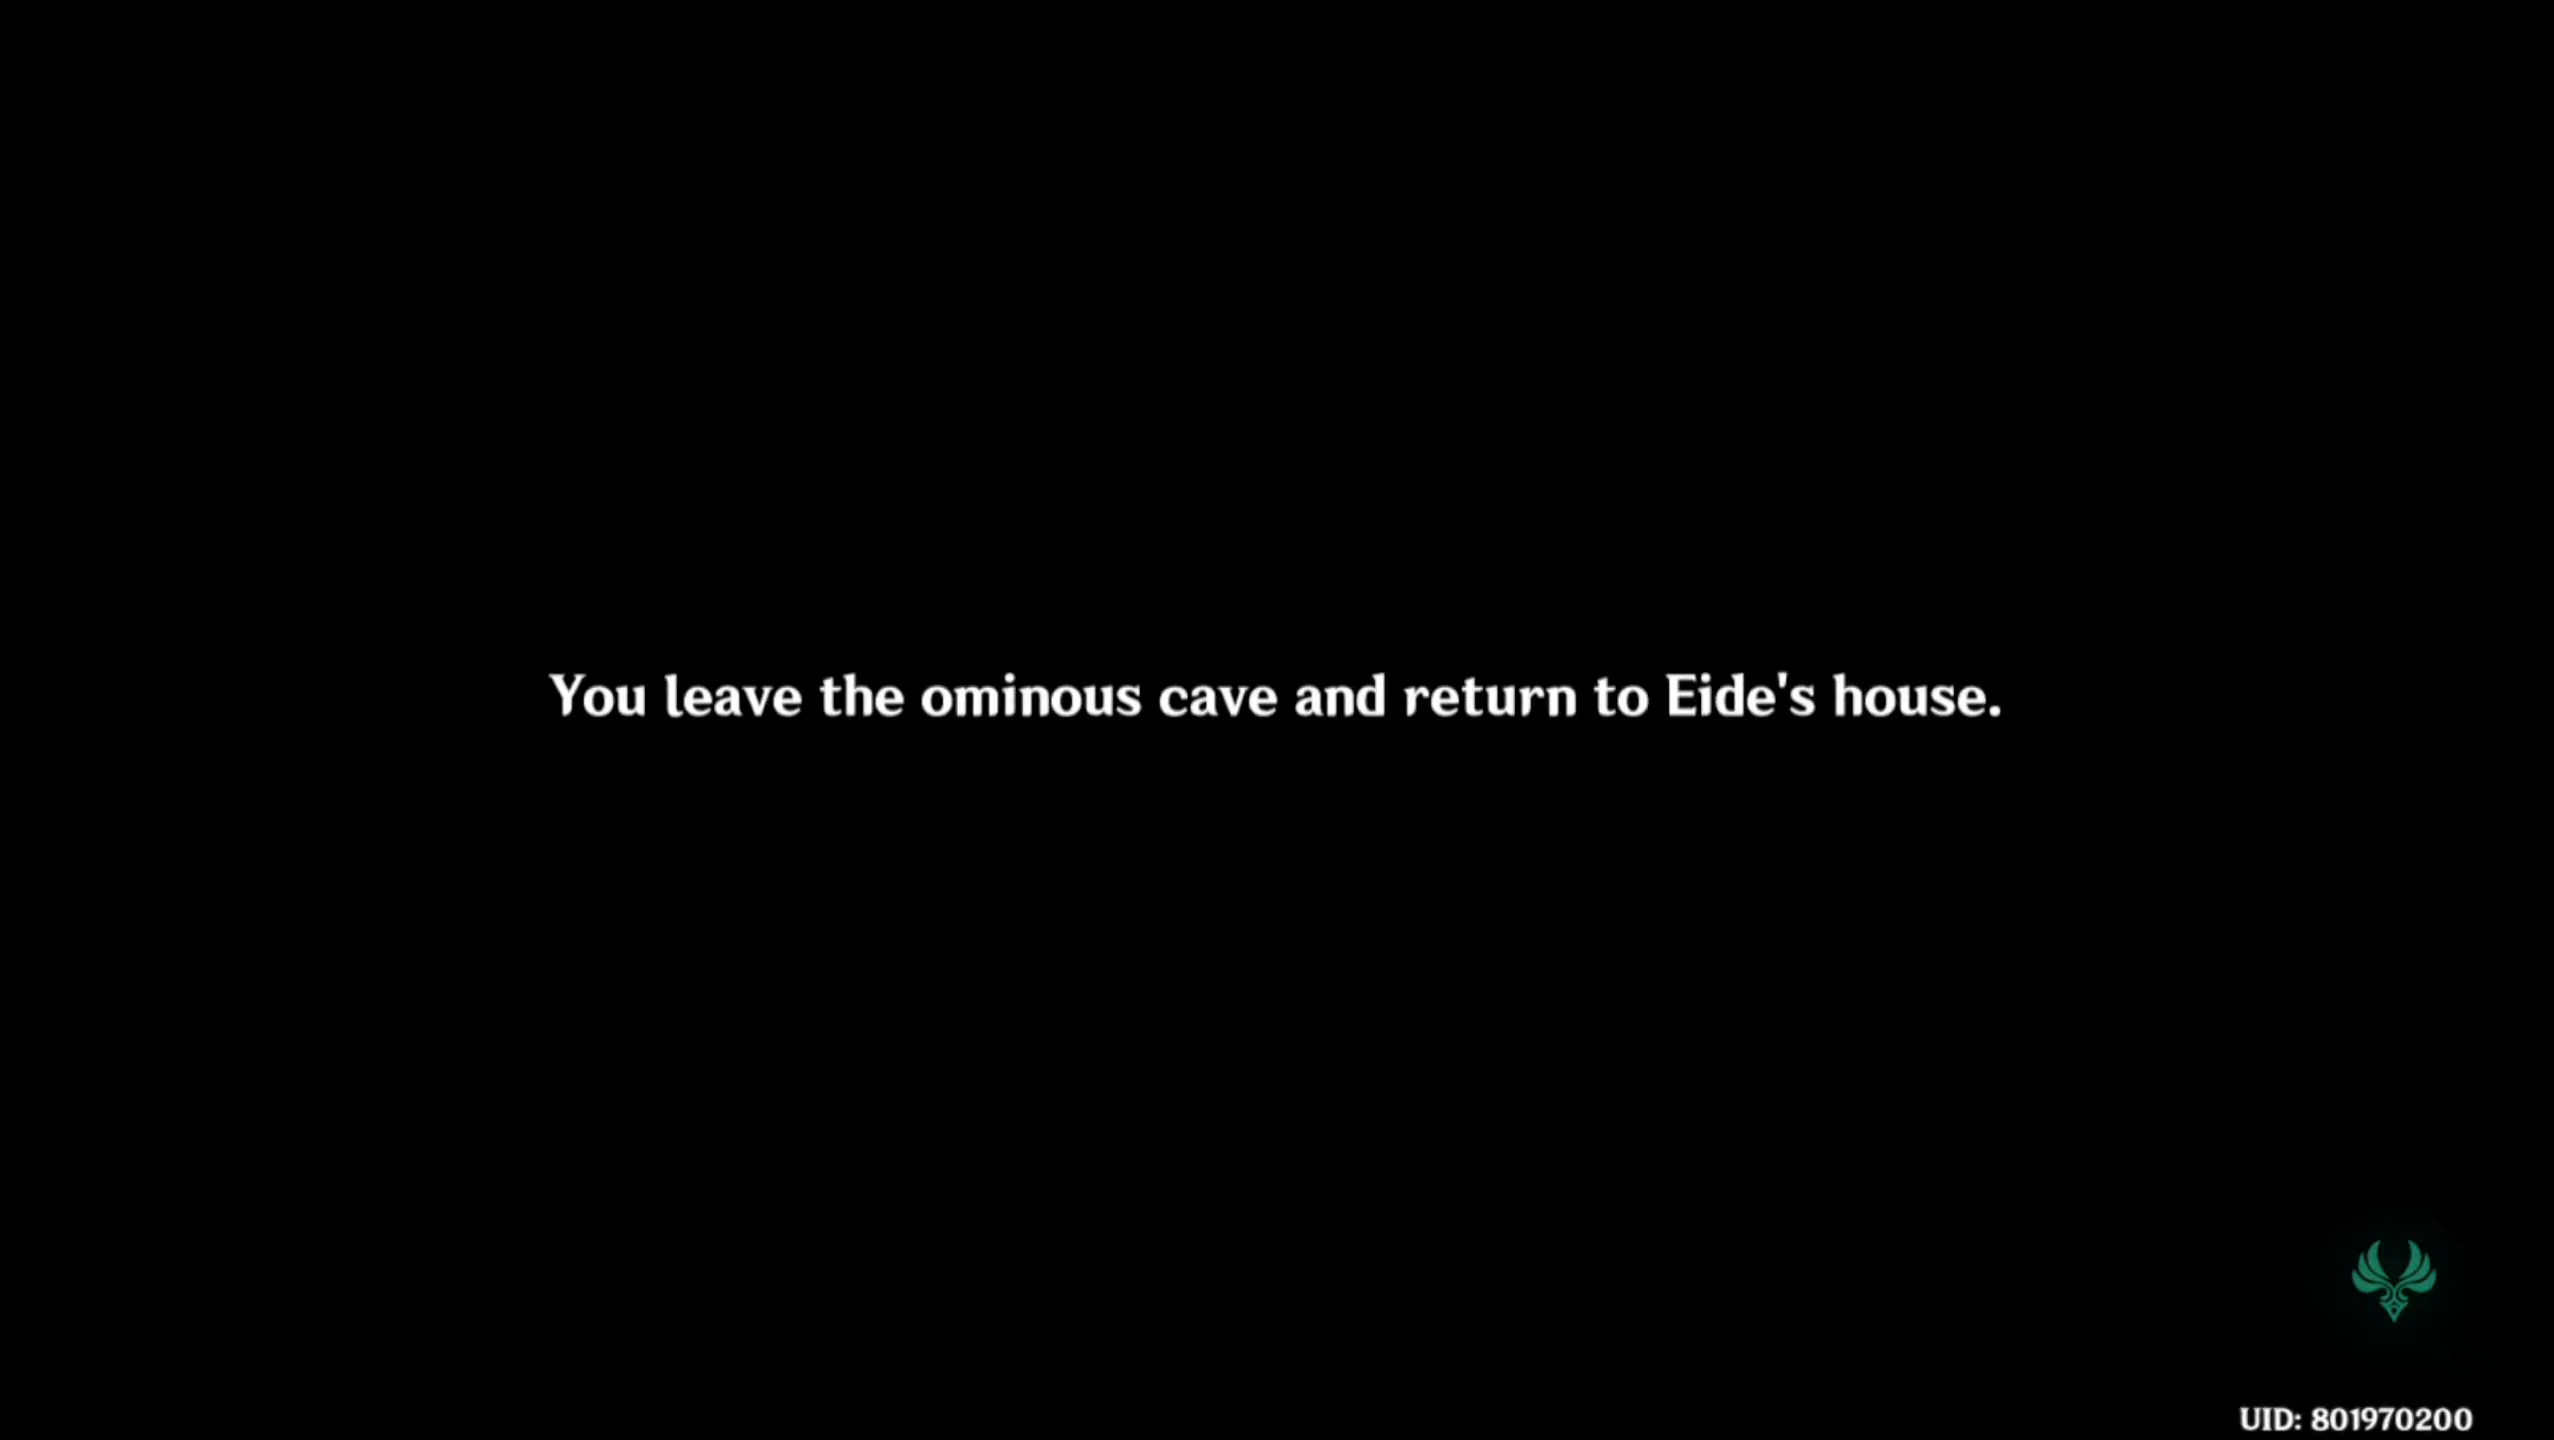 You leave the ominous cave and return to Eide's house.
UID: 801970200